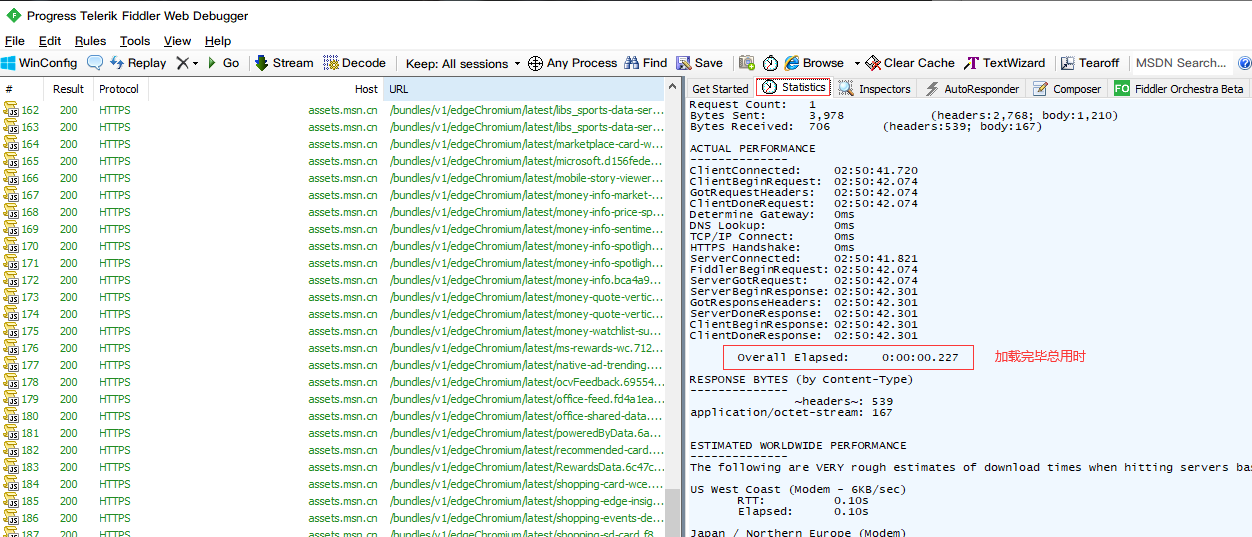 Progress Telerik Fiddler Web Debugger
File Edit Rules Tools View Help
WinConfig Replay Go Stream Decode Keep: All sessions Any Process Find Save Browse Clear Cache TextWizard Tearoff MSDN Search...
# Result Protocol Host URL
162 200 HTTPS assets.msn.cn /bundles/v1/edgeChromium/latest/libs_sports-data-ser...
163 200 HTTPS assets.msn.cn /bundles/v1/edgeChromium/latest/libs_sports-data-ser...
164 200 HTTPS assets.msn.cn /bundles/v1/edgeChromium/latest/marketplace-card-w...
165 200 HTTPS assets.msn.cn /bundles/v1/edgeChromium/latest/microsoft.d156fede...
166 200 HTTPS assets.msn.cn /bundles/v1/edgeChromium/latest/mobile-story-viewer...
167 200 HTTPS assets.msn.cn /bundles/v1/edgeChromium/latest/money-info-market-...
168 200 HTTPS assets.msn.cn /bundles/v1/edgeChromium/latest/money-info-price-sp...
169 200 HTTPS assets.msn.cn /bundles/v1/edgeChromium/latest/money-info-sentime...
170 200 HTTPS assets.msn.cn /bundles/v1/edgeChromium/latest/money-info-spotligh...
171 200 HTTPS assets.msn.cn /bundles/v1/edgeChromium/latest/money-info-spotligh...
172 200 HTTPS assets.msn.cn /bundles/v1/edgeChromium/latest/money-info.bca4a9...
173 200 HTTPS assets.msn.cn /bundles/v1/edgeChromium/latest/money-quote-vertic...
174 200 HTTPS assets.msn.cn /bundles/v1/edgeChromium/latest/money-quote-vertic...
175 200 HTTPS assets.msn.cn /bundles/v1/edgeChromium/latest/money-watchlist-su...
176 200 HTTPS assets.msn.cn /bundles/v1/edgeChromium/latest/ms-rewards-wc.712...
177 200 HTTPS assets.msn.cn /bundles/v1/edgeChromium/latest/native-ad-trending....
178 200 HTTPS assets.msn.cn /bundles/v1/edgeChromium/latest/ocvFeedback.69554...
179 200 HTTPS assets.msn.cn /bundles/v1/edgeChromium/latest/office-feed.fd4a1ea...
180 200 HTTPS assets.msn.cn /bundles/v1/edgeChromium/latest/office-shared-data....
181 200 HTTPS assets.msn.cn /bundles/v1/edgeChromium/latest/poweredByData.6a...
182 200 HTTPS assets.msn.cn /bundles/v1/edgeChromium/latest/recommended-card....
183 200 HTTPS assets.msn.cn /bundles/v1/edgeChromium/latest/RewardsData.6c47c...
184 200 HTTPS assets.msn.cn /bundles/v1/edgeChromium/latest/shopping-card-wce....
185 200 HTTPS assets.msn.cn /bundles/v1/edgeChromium/latest/shopping-edge-insig...
186 200 HTTPS assets.msn.cn /bundles/v1/edgeChromium/latest/shopping-events-de...
187 200 HTTPS assets.msn.cn /bundles/v1/edgeChromium/latest/shopping-sd-card.f8...
Get Started Statistics Inspectors AutoResponder Composer FO Fiddler Orchestra Beta
Request Count: 1
Bytes Sent: 3,978 (headers:2,768; body:1,210)
Bytes Received: 706 (headers:539; body:167)
ACTUAL PERFORMANCE
--------------
ClientConnected: 02:50:41.720
ClientBeginRequest: 02:50:42.074
GotRequestHeaders: 02:50:42.074
ClientDoneRequest: 02:50:42.074
Determine Gateway: 0ms
DNS Lookup: 0ms
TCP/IP Connect: 0ms
HTTPS Handshake: 0ms
ServerConnected: 02:50:41.821
FiddlerBeginRequest: 02:50:42.074
ServerGotRequest: 02:50:42.074
ServerBeginResponse: 02:50:42.301
GotResponseHeaders: 02:50:42.301
ServerDoneResponse: 02:50:42.301
ClientBeginResponse: 02:50:42.301
ClientDoneResponse: 02:50:42.301
Overall Elapsed: 0:00:00.227 加载完毕总用时
RESPONSE BYTES (by Content-Type)
--------------
~headers~: 539
application/octet-stream: 167
ESTIMATED WORLDWIDE PERFORMANCE
--------------
The following are VERY rough estimates of download times when hitting servers bas
US West Coast (Modem - 6KB/sec)
RTT: 0.10s
Elapsed: 0.10s
Japan / Northern Europe (Modem)